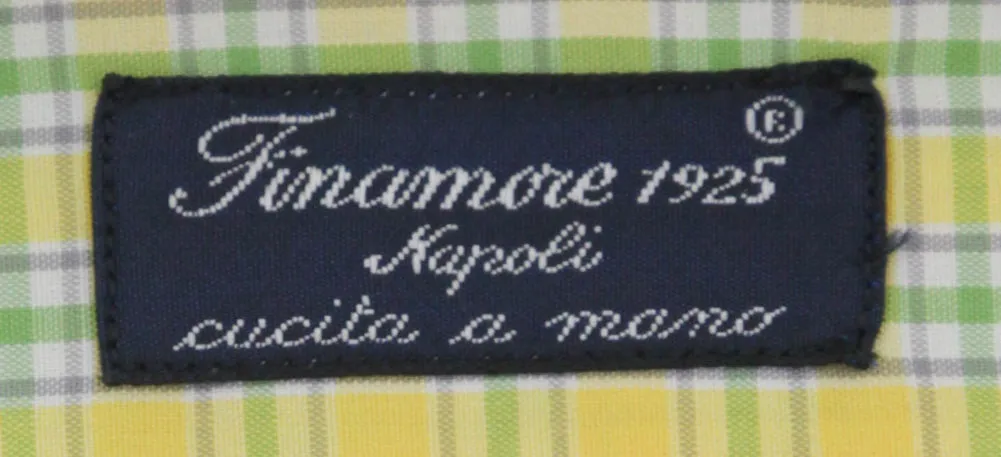 Finamore 1925 ®
Napoli
cucita a mano